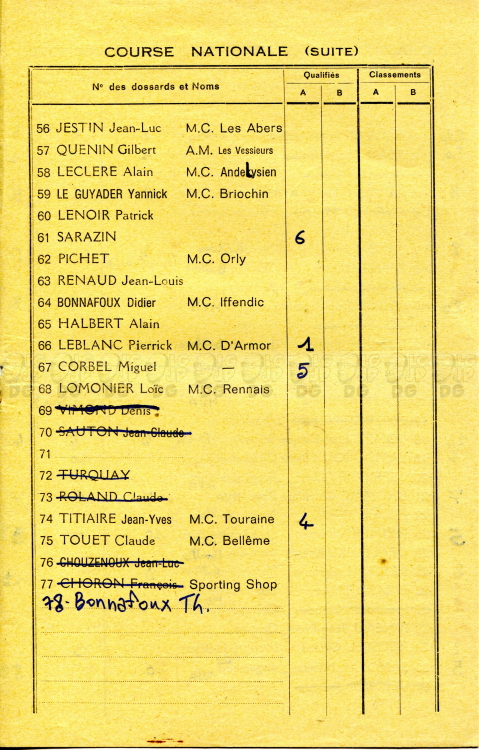 COURSE NATIONALE (SUITE)
N° des dossards et Noms Qualifiés Classements
A B A B
56 JESTIN Jean-Luc M.C. Les Abers
57 QUENIN Gilbert A.M. Les Vessieurs
58 LECLERE Alain M.C. Andelysien
59 LE GUYADER Yannick M.C. Briochin
60 LENOIR Patrick
61 SARAZIN 6
62 PICHET M.C. Orly
63 RENAUD Jean-Louis
64 BONNAFOUX Didier M.C. Iffendic
65 HALBERT Alain
66 LEBLANC Pierrick M.C. D'Armor 1
67 CORBEL Miguel — 5
68 LOMONIER Loïc M.C. Rennais
69 VIMOND Denis
70 SAUTON Jean-Claude
71
72 TURQUAY
73 ROLAND Claude
74 TITIAIRE Jean-Yves M.C. Touraine 4
75 TOUET Claude M.C. Bellême
76 CHOUZENOUX Jean-Luc
77 CHORON François Sporting Shop
78-Bonnafoux Th.